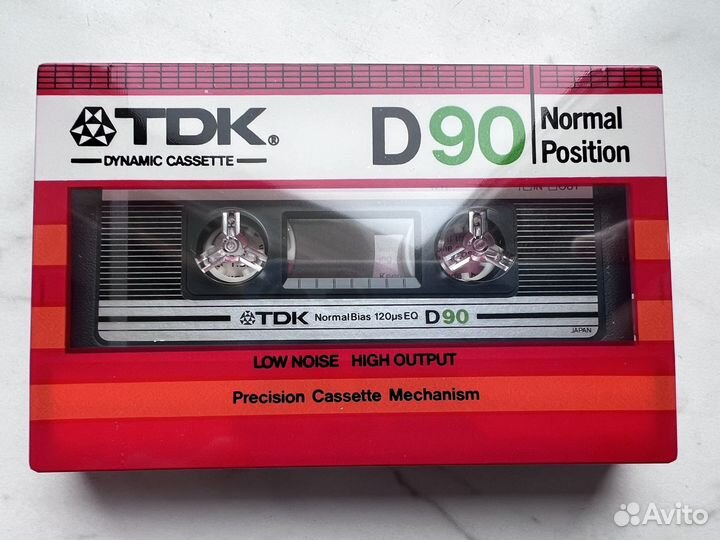 TDK®
DYNAMIC CASSETTE
D90
Normal
Position
TDK Normal Bias 120µs EQ D90
JAPAN
LOW NOISE HIGH OUTPUT
Precision Cassette Mechanism
Avito